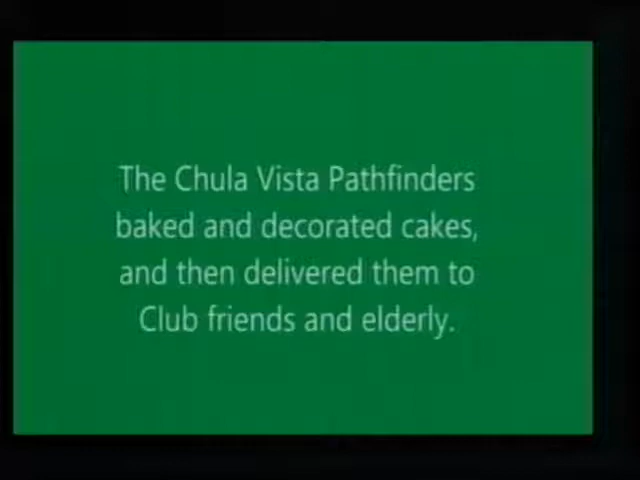 The Chula Vista Pathfinders
baked and decorated cakes,
and then delivered them to
Club friends and elderly.